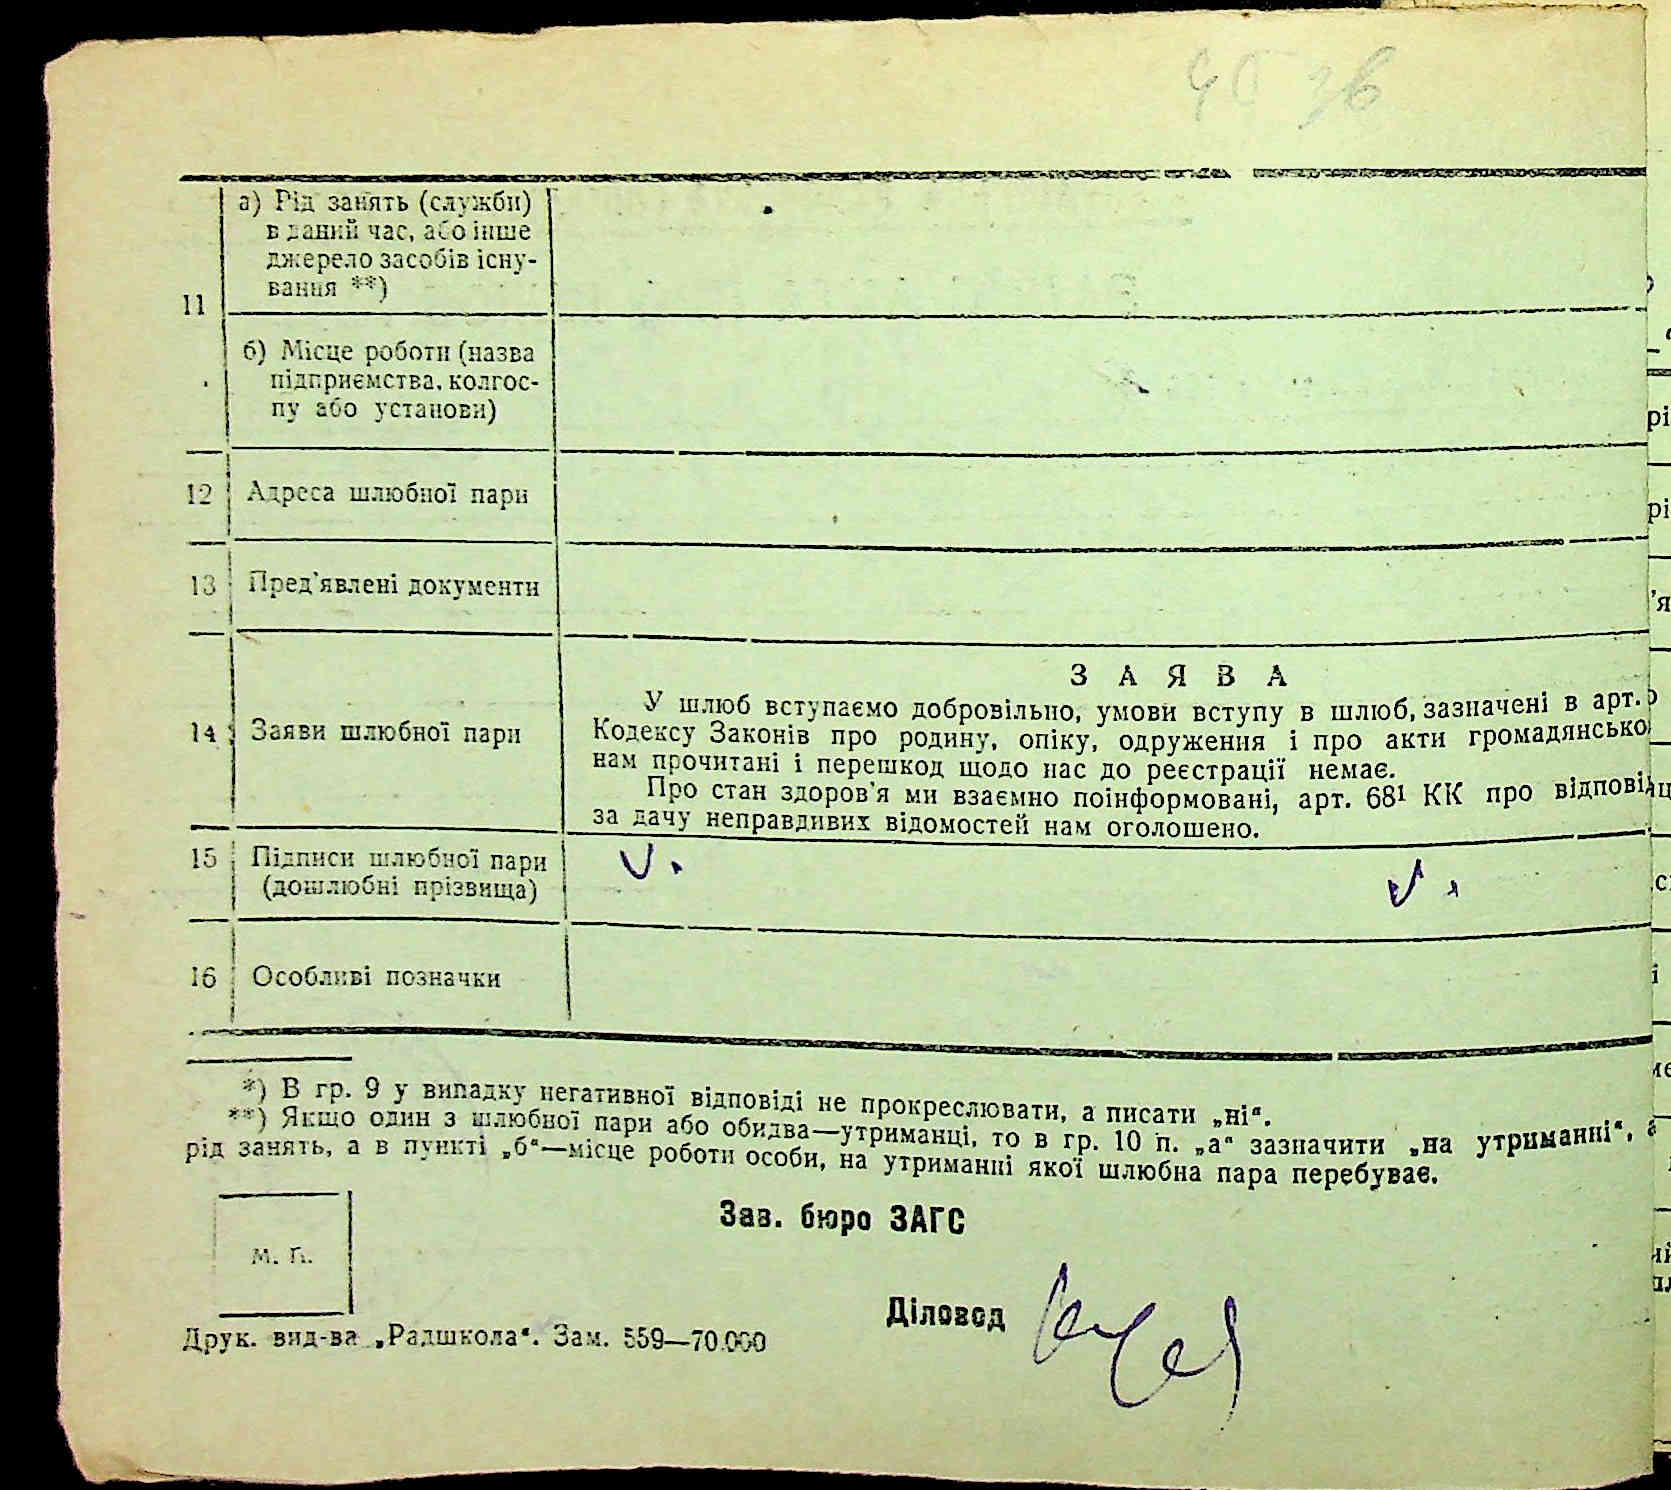 а) Рід занять (служби)
в даний час, або інше
джерело засобів існу-
вання **)
11
б) Місце роботи (назва
підприємства, колгос-
пу або установи)
12 Адреса шлюбної пари
13 Пред'явлені документи
З А Я В А
14 Заяви шлюбної пари
У шлюб вступаємо добровільно, умови вступу в шлюб, зазначені в арт.
Кодексу Законів про родину, опіку, одруження і про акти громадянсько
нам прочитані і перешкод щодо нас до реєстрації немає.
Про стан здоров'я ми взаємно поінформовані, арт. 68¹ КК про відпові
за дачу неправдивих відомостей нам оголошено.
15 Підписи шлюбної пари
(дошлюбні прізвища)
16 Особливі позначки
*) В гр. 9 у випадку негативної відповіді не прокреслювати, а писати „ні“.
**) Якщо один з шлюбної пари або обидва—утриманці, то в гр. 10 п. „а“ зазначити „на утриманні“, а
рід занять, а в пункті „б“—місце роботи особи, на утриманні якої шлюбна пара перебуває.
Зав. бюро ЗАГС
М. П.
Діловод
Друк. вид-ва „Радшкола“. Зам. 559—70.000